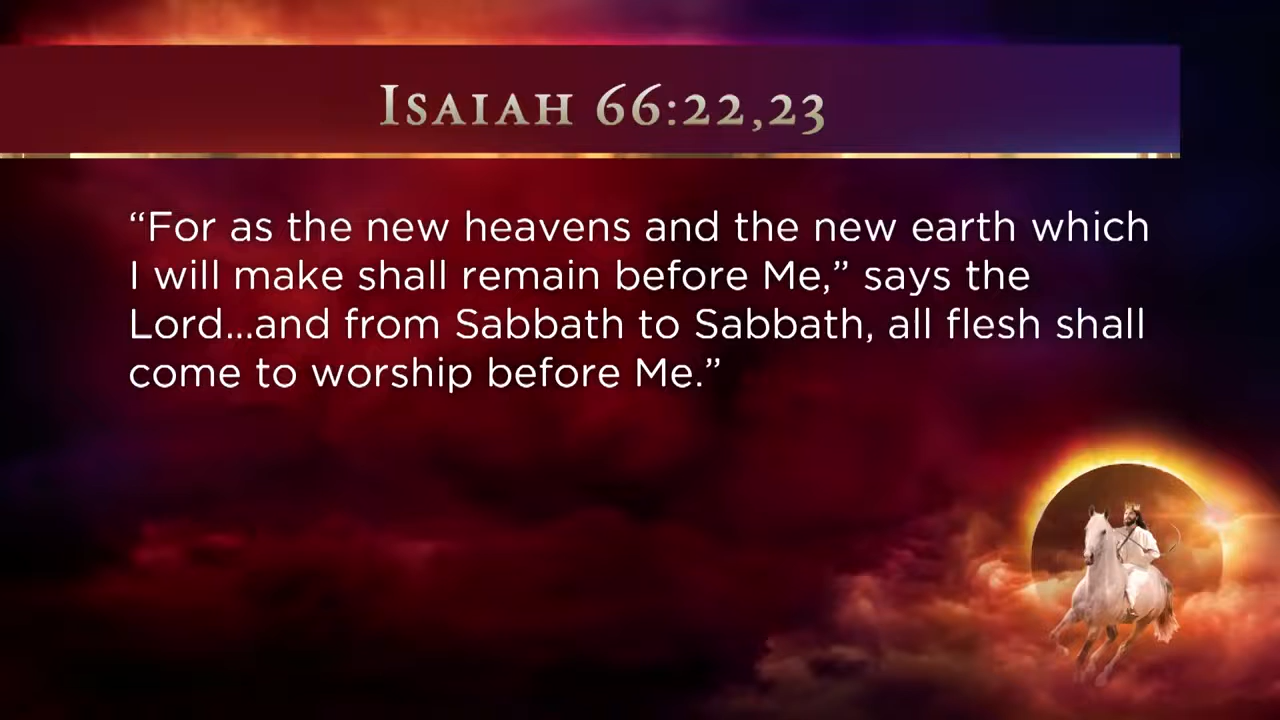 Isaiah 66:22,23
“For as the new heavens and the new earth which
I will make shall remain before Me,” says the
Lord...and from Sabbath to Sabbath, all flesh shall
come to worship before Me.”